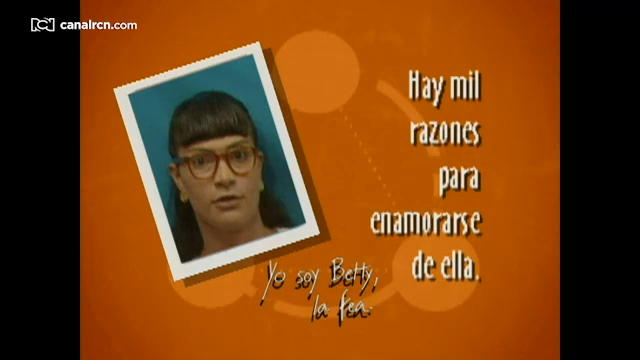 canalrcn.com
Hay mil
razones
para
enamorarse
de ella.
Yo soy Betty,
la fea.